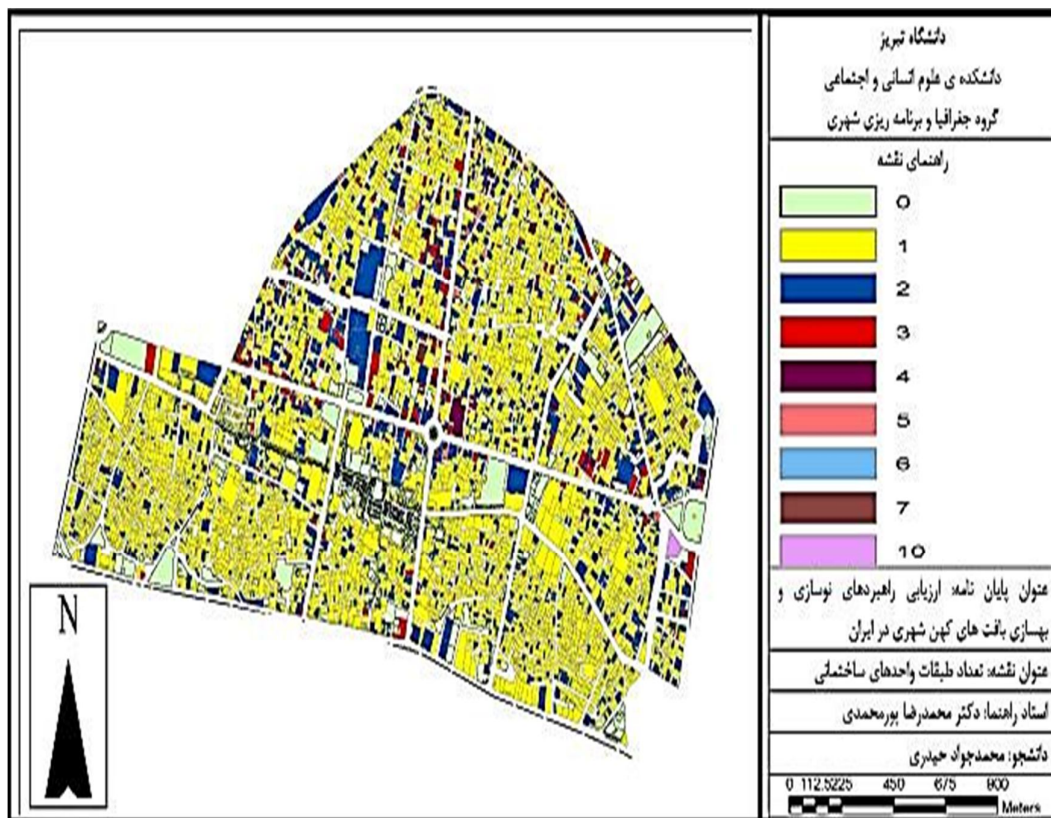 دانشگاه تبریز
دانشکده ی علوم انسانی و اجتماعی
گروه جغرافیا و برنامه ریزی شهری
راهنمای نقشه
0
1
2
3
4
5
6
7
10
عنوان پایان نامه: ارزیابی راهبردهای نوسازی و
بهسازی بافت های کهن شهری در ایران
عنوان نقشه: تعداد طبقات واحدهای ساختمانی
استاد راهنما: دکتر محمدرضا پورمحمدی
دانشجو: محمدجواد حیدری
0 112.5225 450 675 900
Meters
N